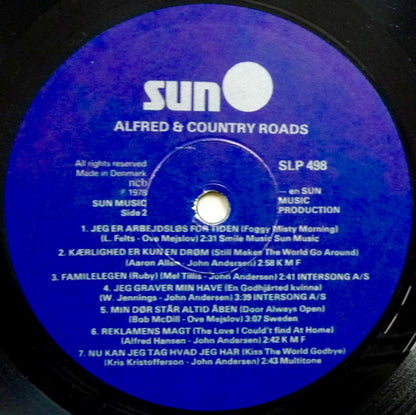 sun
ALFRED & COUNTRY ROADS
All rights reserved
Made in Denmark
ncb
℗ 1978
SUN MUSIC
Side 2
SLP 498
— en SUN
MUSIC
PRODUCTION
1. JEG ER ARBEJDSLØS FOR TIDEN (Foggy Misty Morning)
(L. Felts - Ove Mejslov) 2:31 Smile Music Sun Music
2. KÆRLIGHED ER KUN EN DRØM (Still Makes The World Go Around)
(Aaron Allen - John Andersen) 2:58 K M F
3. FAMILELEGEN (Ruby) (Mel Tillis - John Andersen) 2:41 INTERSONG A/S
4. JEG GRAVER MIN HAVE (En Godhjérted kvinna)
(W. Jennings - John Andersen) 3:39 INTERSONG A/S
5. MIN DØR STÅR ALTID ÅBEN (Door Always Open)
(Bob McDill - Ove Mejslov) 3:07 Sweden
6. REKLAMENS MAGT (The Love I Could't find At Home)
(Alfred Hansen - John Andersen) 2:42 K M F
7. NU KAN JEG TAG HVAD JEG HAR (Kiss The World Godbye)
(Kris Kristofferson - John Andersen) 2:43 Multitone